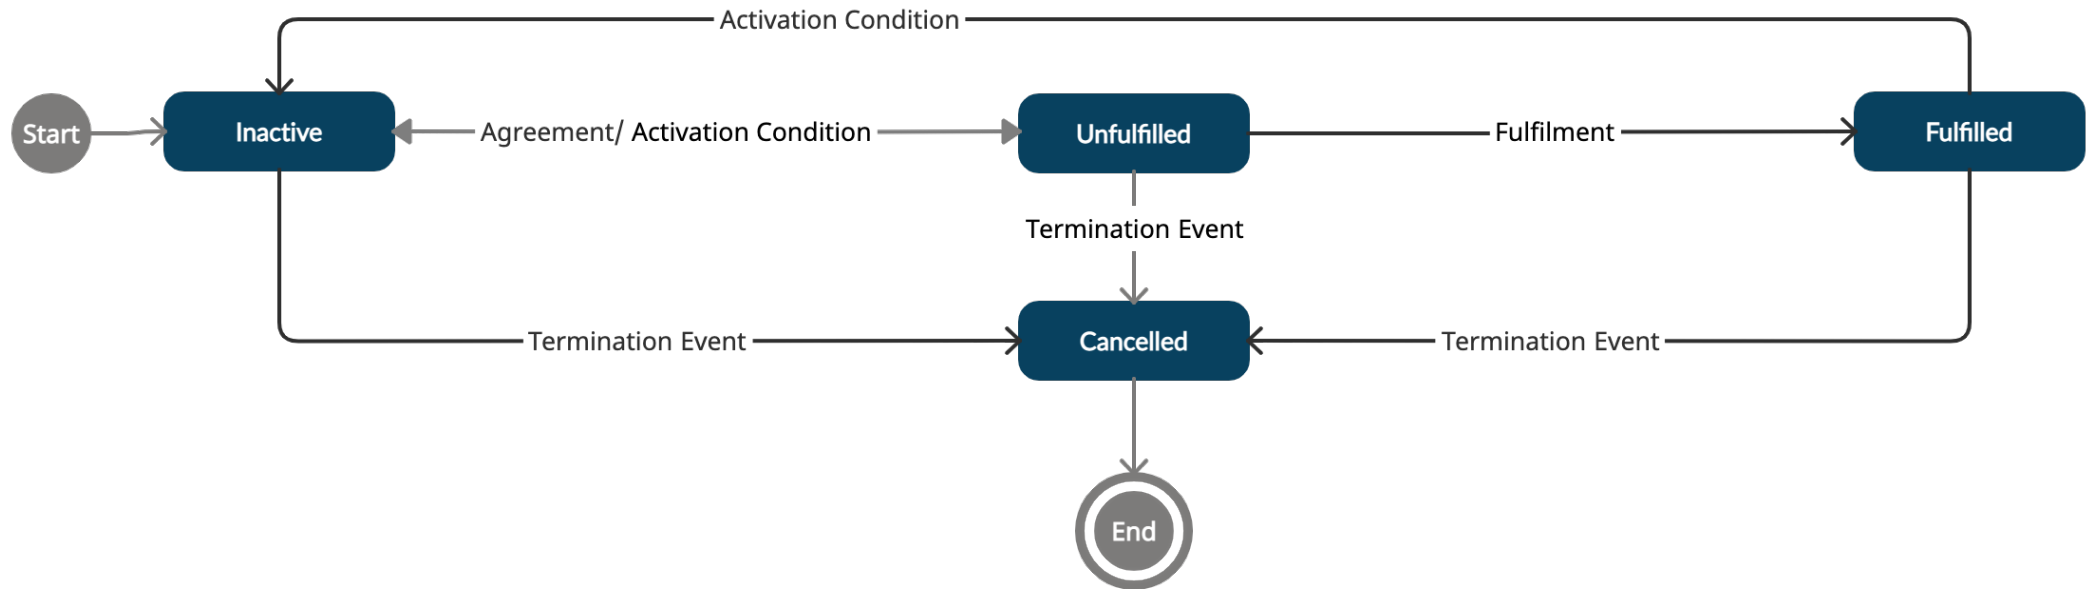 Activation Condition
Start
Inactive
Agreement/ Activation Condition
Unfulfilled
Fulfilment
Fulfilled
Termination Event
Termination Event
Cancelled
Termination Event
End